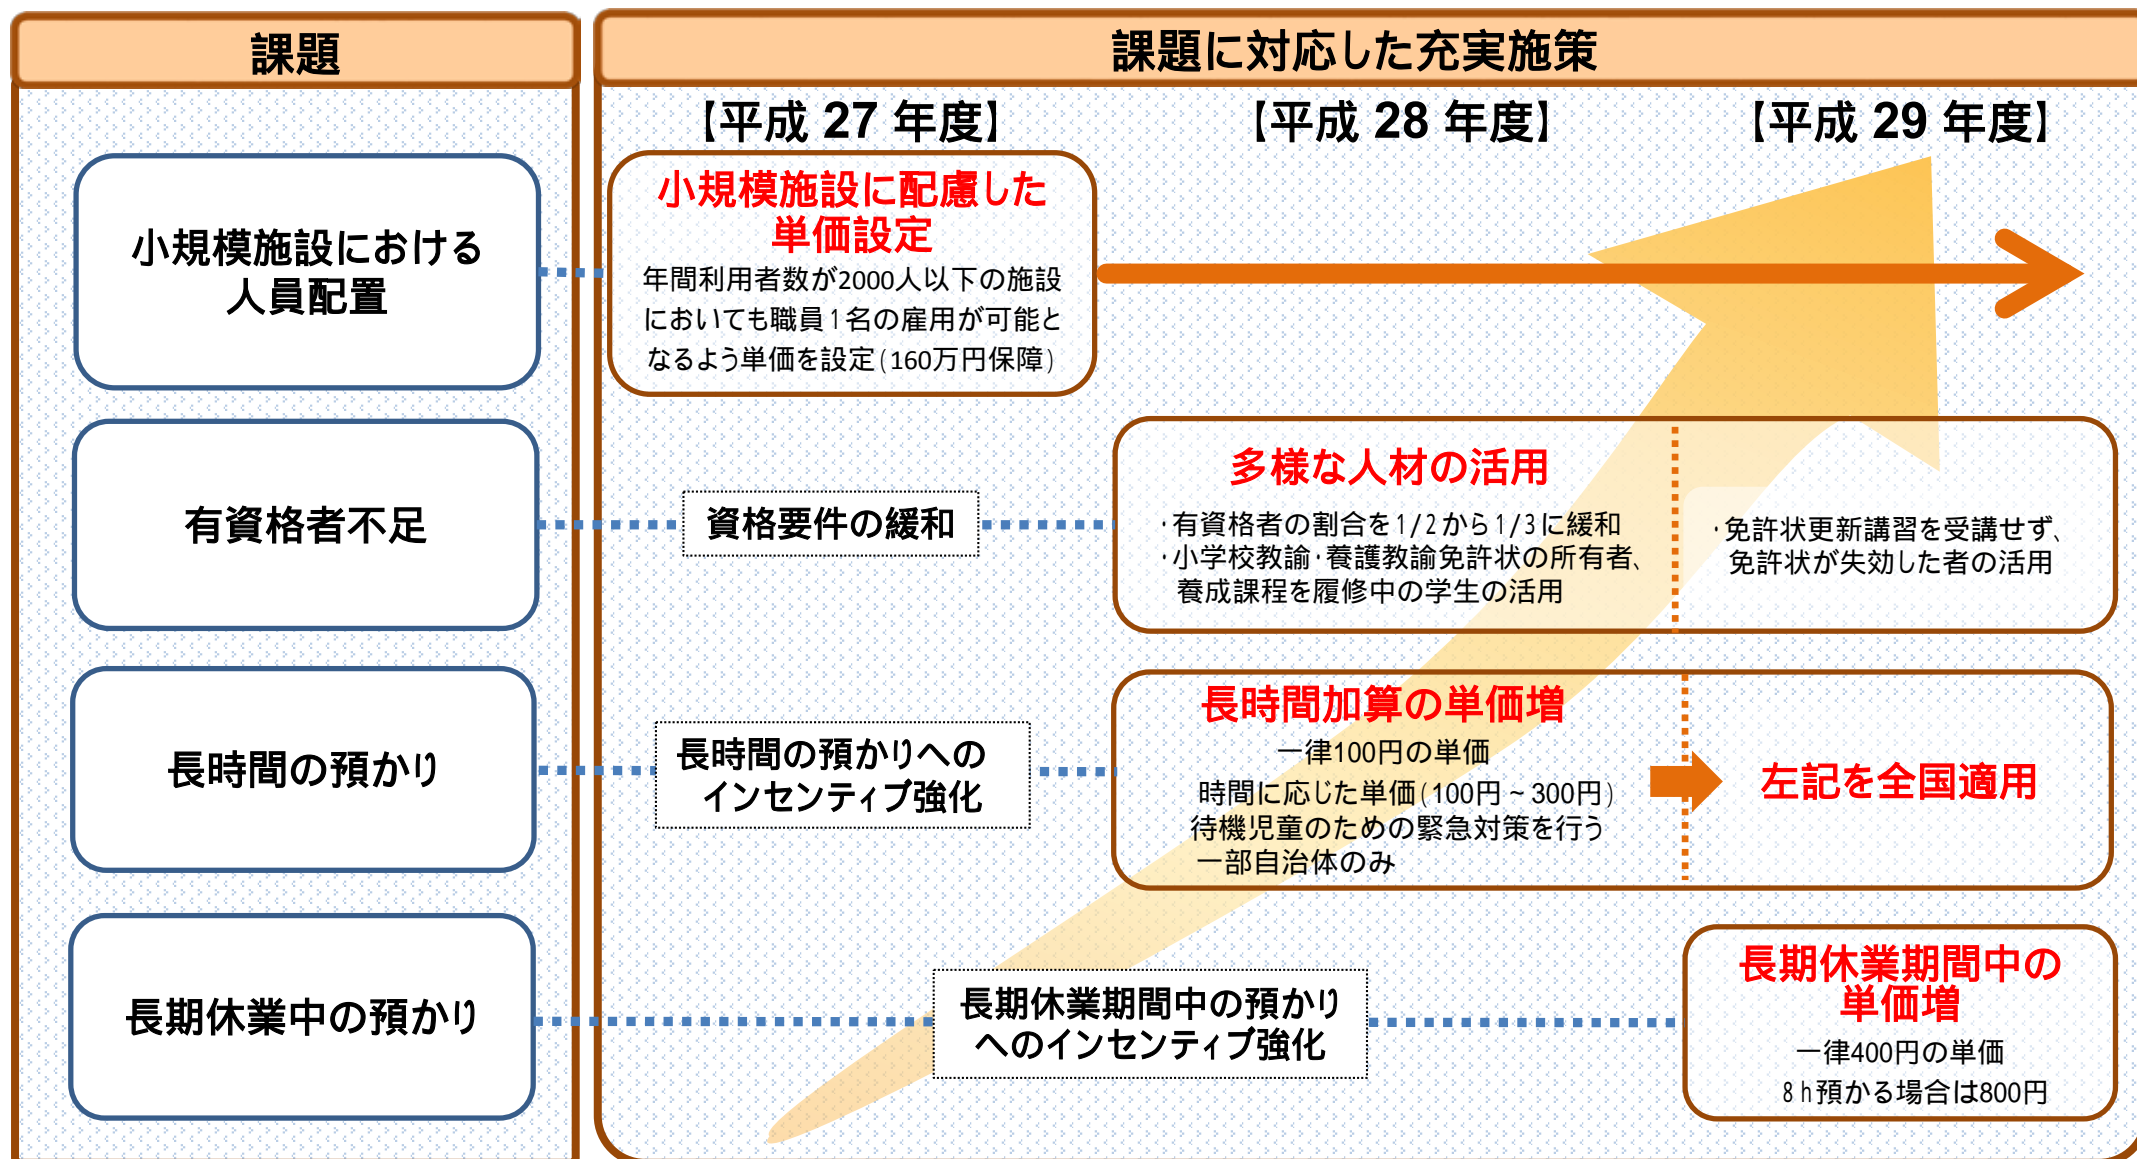 課題
課題に対応した充実施策
【平成 27 年度】
【平成 28 年度】
【平成 29 年度】
小規模施設における
人員配置
小規模施設に配慮した
単価設定
年間利用者数が2000人以下の施設
においても職員1名の雇用が可能と
なるよう単価を設定(160万円保障)
有資格者不足
資格要件の緩和
多様な人材の活用
・有資格者の割合を1/2から1/3に緩和
・小学校教諭・養護教諭免許状の所有者、
養成課程を履修中の学生の活用
・免許状更新講習を受講せず、
免許状が失効した者の活用
長時間の預かり
長時間の預かりへの
インセンティブ強化
長時間加算の単価増
一律100円の単価
時間に応じた単価(100円～300円)
待機児童のための緊急対策を行う
一部自治体のみ
左記を全国適用
長期休業中の預かり
長期休業期間中の預かり
へのインセンティブ強化
長期休業期間中の
単価増
一律400円の単価
8h預かる場合は800円